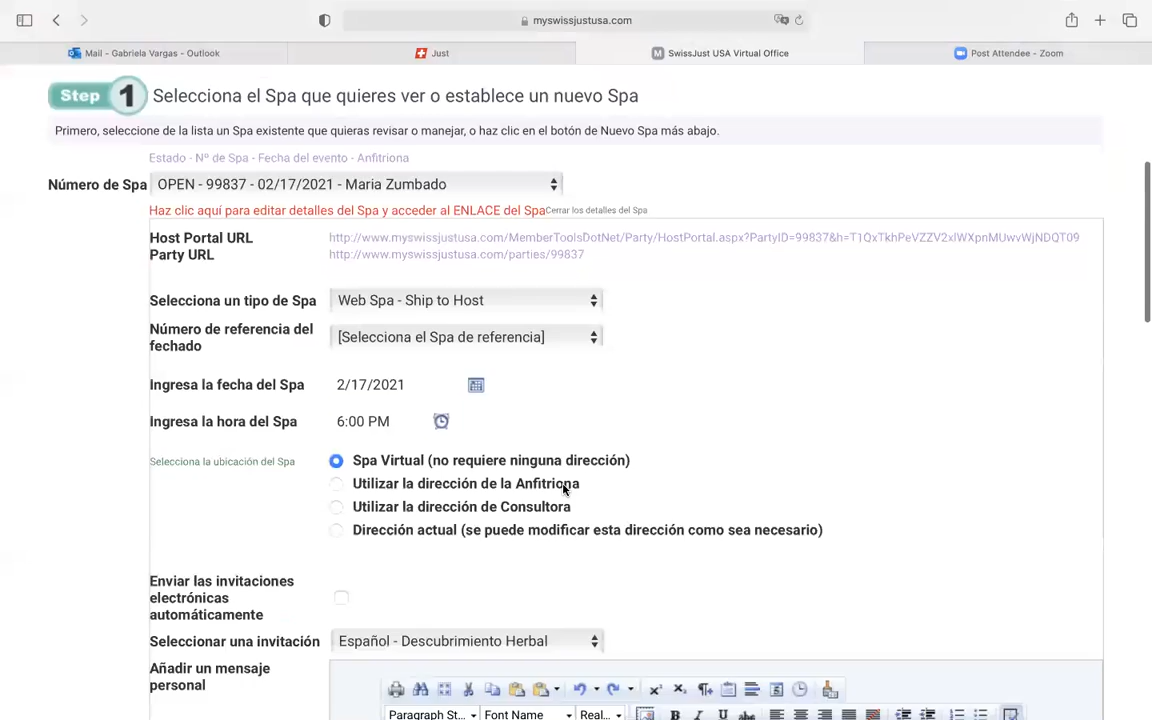 myswissjustusa.com
Mail - Gabriela Vargas - Outlook
Just
SwissJust USA Virtual Office
Post Attendee - Zoom
Step 1 Selecciona el Spa que quieres ver o establece un nuevo Spa
Primero, seleccione de la lista un Spa existente que quieras revisar o manejar, o haz clic en el botón de Nuevo Spa más abajo.
Estado - Nº de Spa - Fecha del evento - Anfitriona
Número de Spa OPEN - 99837 - 02/17/2021 - Maria Zumbado
Haz clic aquí para editar detalles del Spa y acceder al ENLACE del Spa Cerrar los detalles del Spa
Host Portal URL http://www.myswissjustusa.com/MemberToolsDotNet/Party/HostPortal.aspx?PartyID=99837&h=T1QxTkhPeVZZV2xlWXpnMUwvWjNDQT09
Party URL http://www.myswissjustusa.com/parties/99837
Selecciona un tipo de Spa Web Spa - Ship to Host
Número de referencia del
fechado
[Selecciona el Spa de referencia]
Ingresa la fecha del Spa 2/17/2021
Ingresa la hora del Spa 6:00 PM
Selecciona la ubicación del Spa
Spa Virtual (no requiere ninguna dirección)
Utilizar la dirección de la Anfitriona
Utilizar la dirección de Consultora
Dirección actual (se puede modificar esta dirección como sea necesario)
Enviar las invitaciones
electrónicas
automáticamente
Seleccionar una invitación Español - Descubrimiento Herbal
Añadir un mensaje
personal
Paragraph St... Font Name Real...
B I U abc